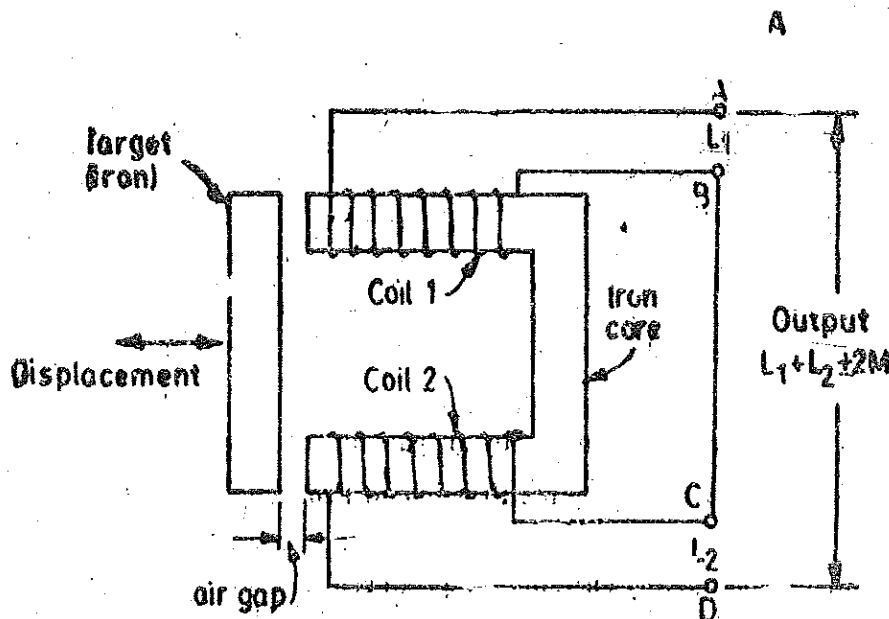 A
Target
(iron)
L1
B
Coil 1
Iron
core
Output
L1+L2±2M
Displacement
Coil 2
C
L2
air gap
D